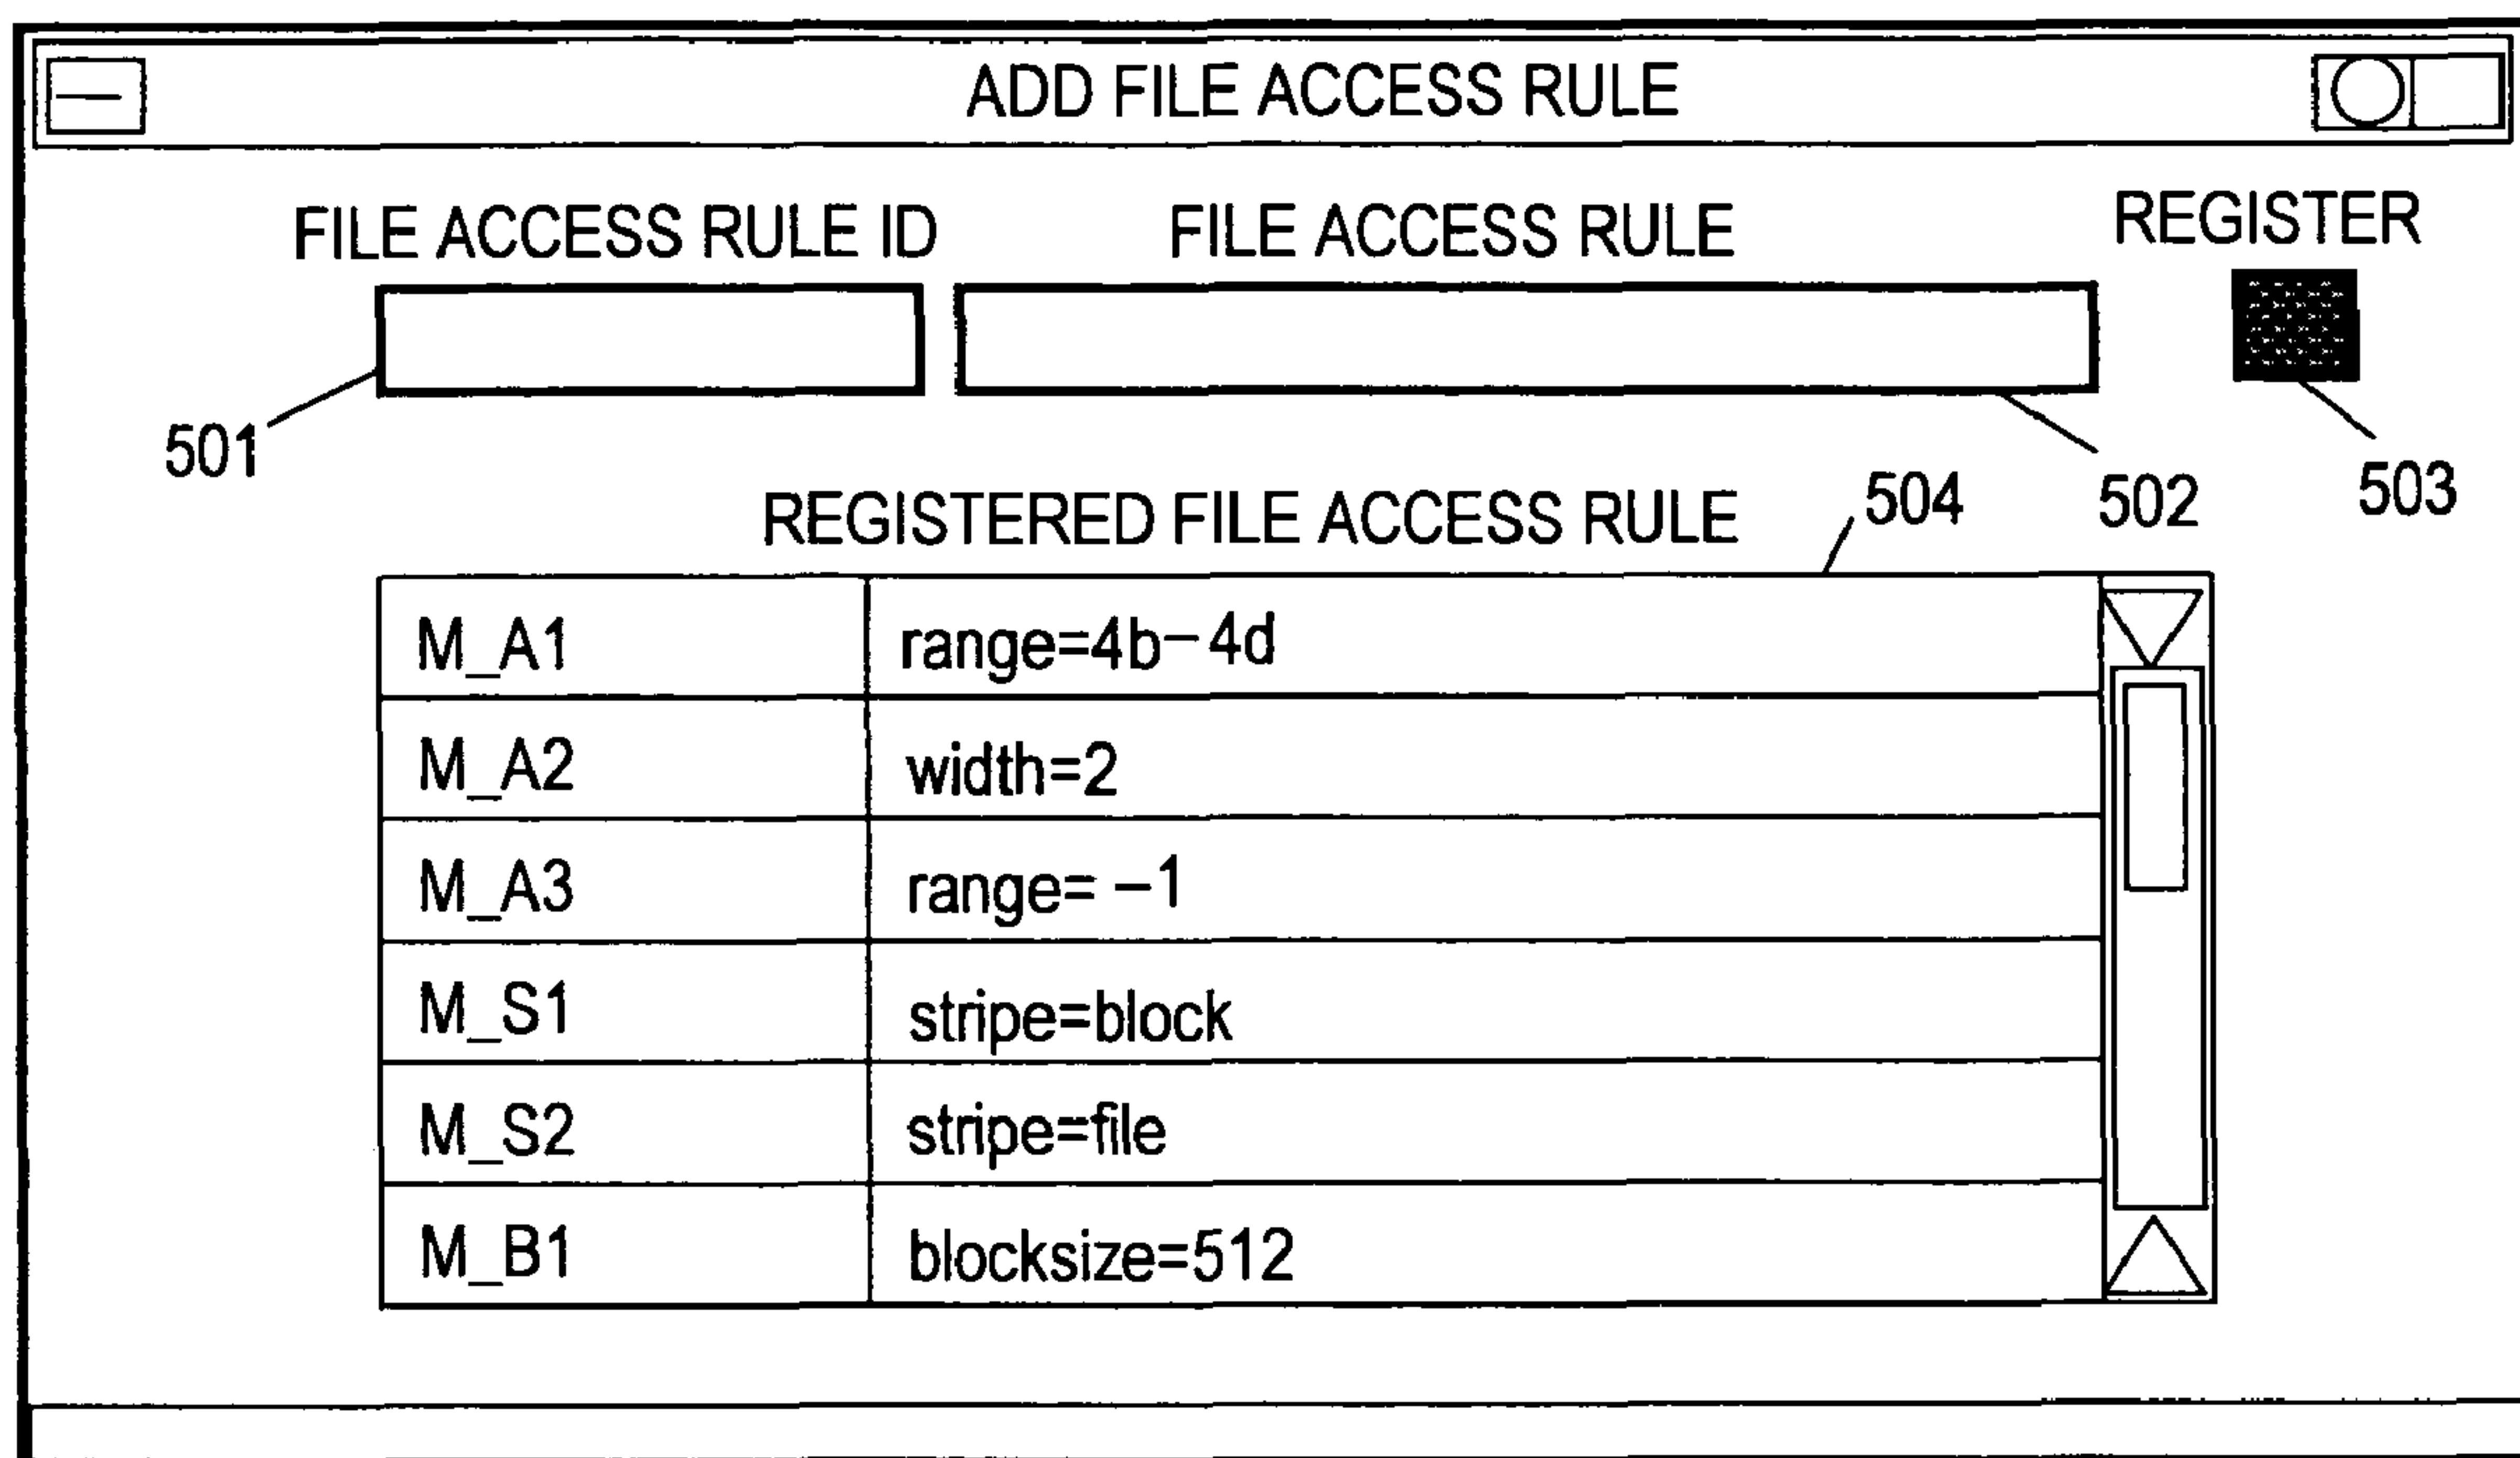 ADD FILE ACCESS RULE
FILE ACCESS RULE ID FILE ACCESS RULE REGISTER
501
502
503
REGISTERED FILE ACCESS RULE 504
M_A1 range=4b-4d
M_A2 width=2
M_A3 range= -1
M_S1 stripe=block
M_S2 stripe=file
M_B1 blocksize=512